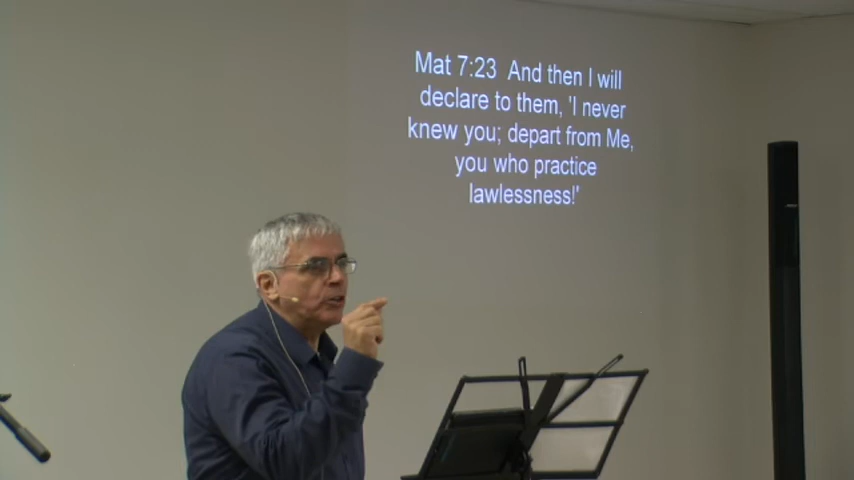 Mat 7:23 And then I will
declare to them, 'I never
knew you; depart from Me,
you who practice
lawlessness!'